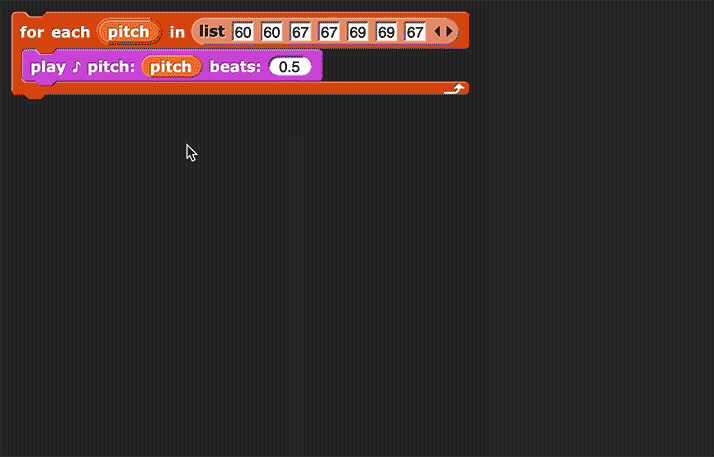 for each pitch in list 60 60 67 67 69 69 67
play ♪ pitch: pitch beats: 0.5